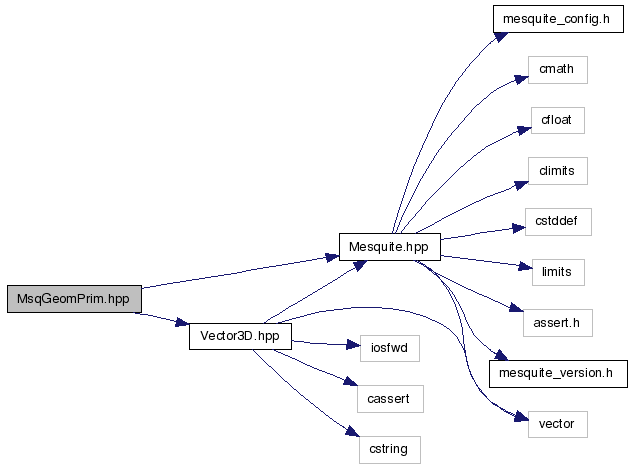 mesquite_config.h
cmath
cfloat
climits
cstddef
Mesquite.hpp
limits
MsqGeomPrim.hpp
assert.h
Vector3D.hpp
iosfwd
mesquite_version.h
cassert
vector
cstring